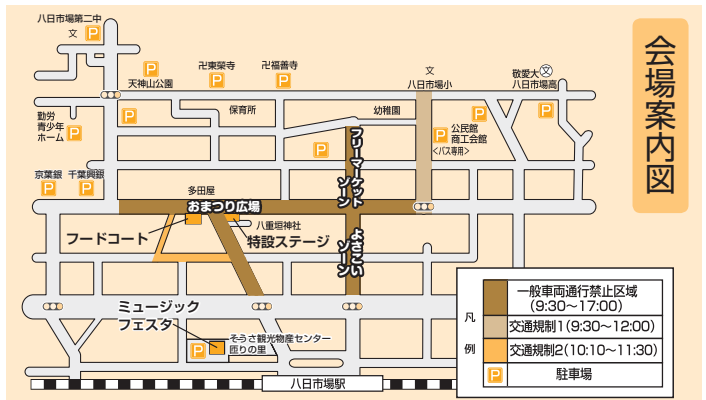 会場案内図
八日市場第二中
文
P
卍東榮寺
P
卍福善寺
P
P
天神山公園
文
八日市場小
敬愛大 文
八日市場高
P
P
保育所
幼稚園
P
公民館
商工会館
<バス専用>
P
勤労
青少年
ホーム
P
P
フリーマーケット
ゾーン
京葉銀
P
千葉興銀
P
多田屋
おまつり広場
八重垣神社
フードコート
特設ステージ
よさこい
ゾーン
ミュージック
フェスタ
そうさ観光物産センター
匝りの里
P
八日市場駅
凡例
一般車両通行禁止区域
(9:30～17:00)
交通規制1(9:30～12:00)
交通規制2(10:10～11:30)
P 駐車場